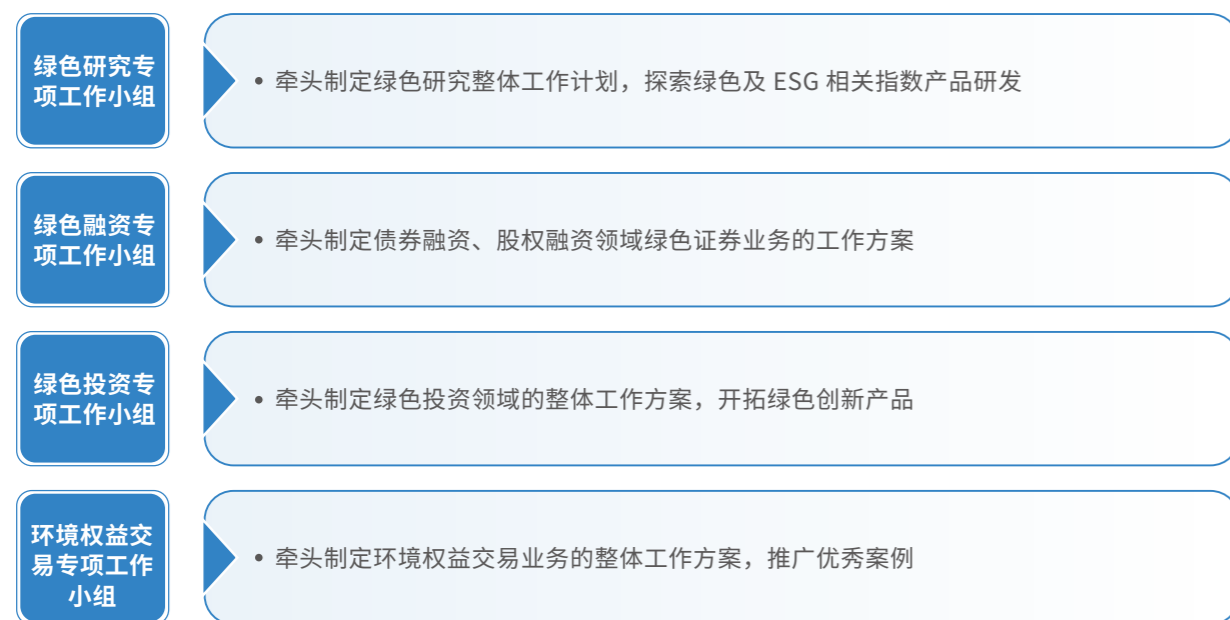 绿色研究专
项工作小组
• 牵头制定绿色研究整体工作计划，探索绿色及 ESG 相关指数产品研发
绿色融资专
项工作小组
• 牵头制定债券融资、股权融资领域绿色证券业务的工作方案
绿色投资专
项工作小组
• 牵头制定绿色投资领域的整体工作方案，开拓绿色创新产品
环境权益交
易专项工作
小组
• 牵头制定环境权益交易业务的整体工作方案，推广优秀案例